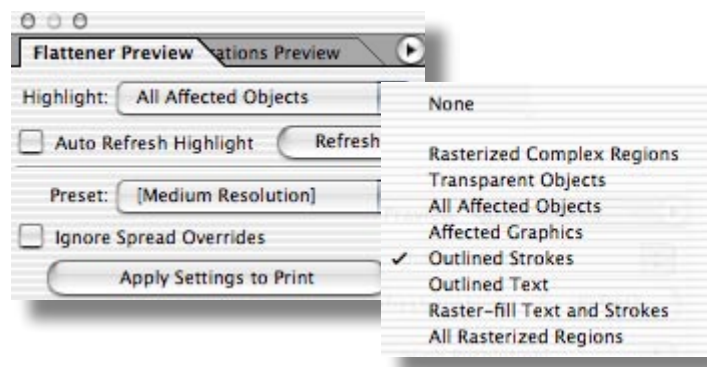 Flattener Preview ations Preview
Highlight: All Affected Objects
Auto Refresh Highlight Refresh
Preset: [Medium Resolution]
Ignore Spread Overrides
Apply Settings to Print
None
Rasterized Complex Regions
Transparent Objects
All Affected Objects
Affected Graphics
✓ Outlined Strokes
Outlined Text
Raster-fill Text and Strokes
All Rasterized Regions